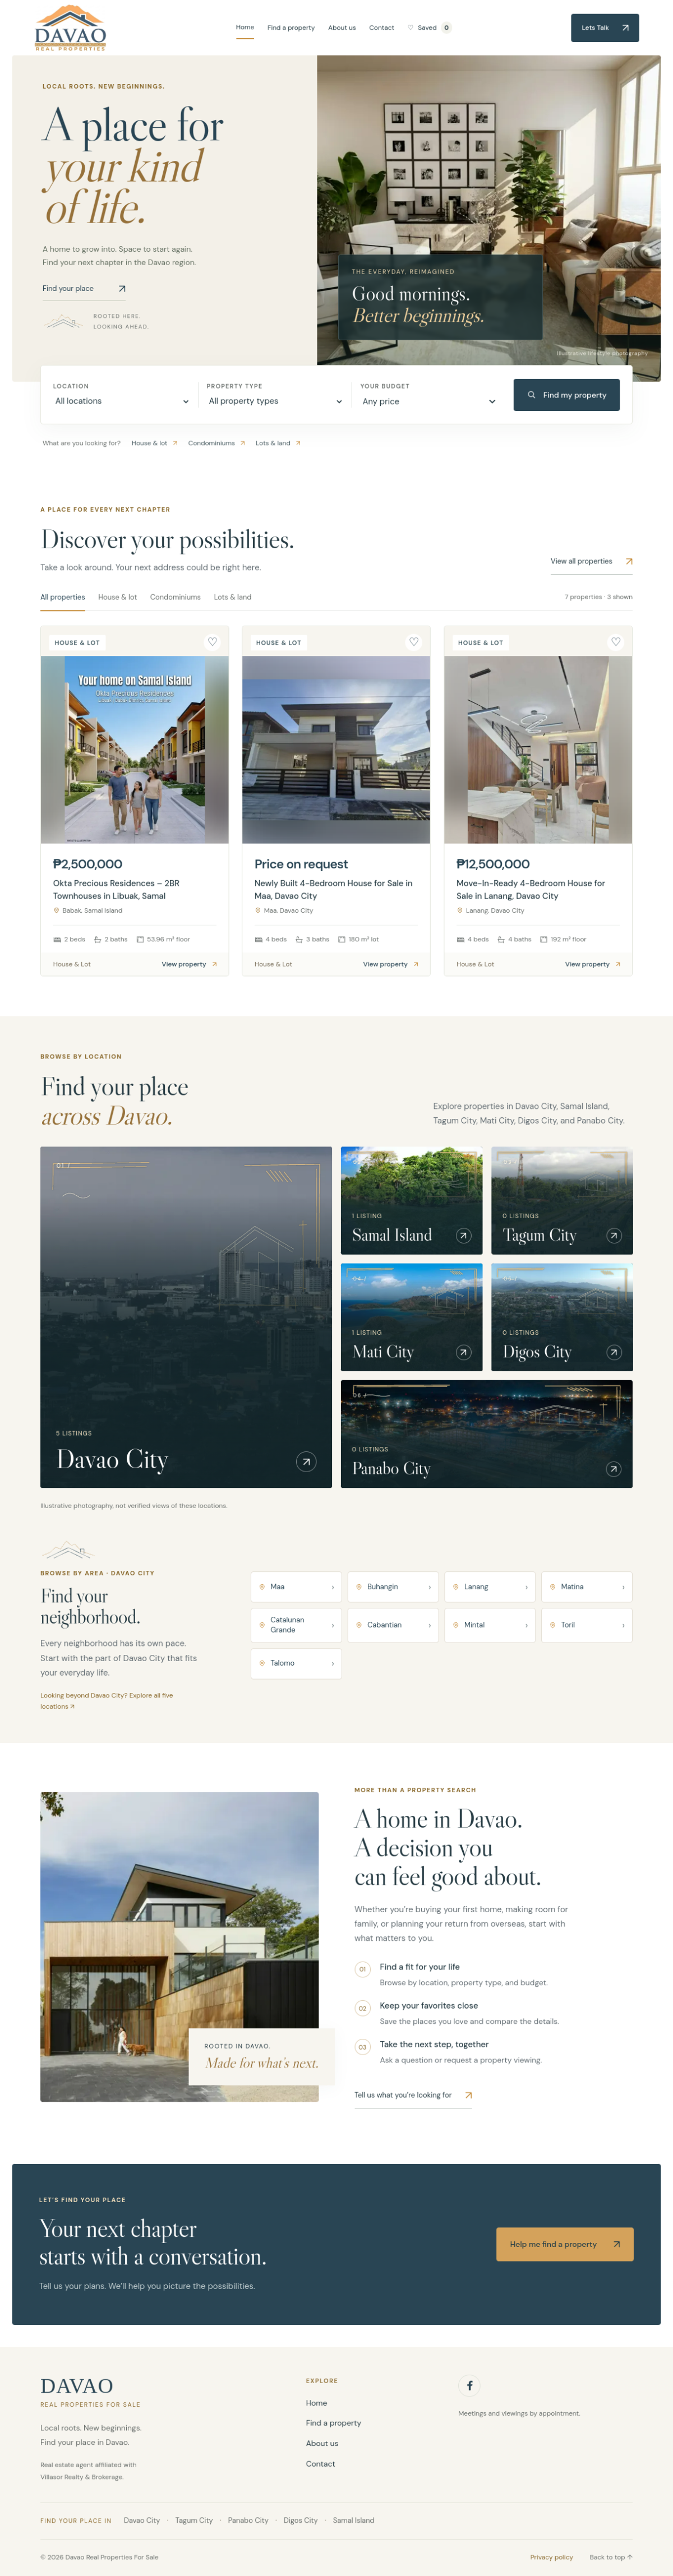 DAVAO
REAL PROPERTIES
Home
Find a property
About us
Contact
♡ Saved 0
Lets Talk
LOCAL ROOTS. NEW BEGINNINGS.
A place for
your kind
of life.
A home to grow into. Space to start again.
Find your next chapter in the Davao region.
Find your place
ROOTED HERE.
LOOKING AHEAD.
THE EVERYDAY, REIMAGINED
Good mornings.
Better beginnings.
Illustrative lifestyle photography
LOCATION
All locations
PROPERTY TYPE
All property types
YOUR BUDGET
Any price
Find my property
What are you looking for?
House & lot
Condominiums
Lots & land
A PLACE FOR EVERY NEXT CHAPTER
Discover your possibilities.
Take a look around. Your next address could be right here.
View all properties
All properties
House & lot
Condominiums
Lots & land
7 properties · 3 shown
HOUSE & LOT
Your home on Samal Island
Okta Precious Residences
₱2,500,000
Okta Precious Residences – 2BR
Townhouses in Libuak, Samal
Babak, Samal Island
2 beds
2 baths
53.96 m² floor
House & Lot
View property
HOUSE & LOT
Price on request
Newly Built 4-Bedroom House for Sale in
Maa, Davao City
Maa, Davao City
4 beds
3 baths
180 m² lot
House & Lot
View property
HOUSE & LOT
₱12,500,000
Move-In-Ready 4-Bedroom House for
Sale in Lanang, Davao City
Lanang, Davao City
4 beds
4 baths
192 m² floor
House & Lot
View property
BROWSE BY LOCATION
Find your place
across Davao.
Explore properties in Davao City, Samal Island,
Tagum City, Mati City, Digos City, and Panabo City.
01 /
5 LISTINGS
Davao City
1 LISTING
Samal Island
0 LISTINGS
Tagum City
04 /
1 LISTING
Mati City
0 LISTINGS
Digos City
06 /
0 LISTINGS
Panabo City
Illustrative photography, not verified views of these locations.
BROWSE BY AREA · DAVAO CITY
Find your
neighborhood.
Every neighborhood has its own pace.
Start with the part of Davao City that fits
your everyday life.
Looking beyond Davao City? Explore all five
locations ↗
Maa
Buhangin
Lanang
Matina
Catalunan
Grande
Cabantian
Mintal
Toril
Talomo
ROOTED IN DAVAO.
Made for what's next.
MORE THAN A PROPERTY SEARCH
A home in Davao.
A decision you
can feel good about.
Whether you're buying your first home, making room for
family, or planning your return from overseas, start with
what matters to you.
01
Find a fit for your life
Browse by location, property type, and budget.
02
Keep your favorites close
Save the places you love and compare the details.
03
Take the next step, together
Ask a question or request a property viewing.
Tell us what you're looking for
LET'S FIND YOUR PLACE
Your next chapter
starts with a conversation.
Tell us your plans. We'll help you picture the possibilities.
Help me find a property
DAVAO
REAL PROPERTIES FOR SALE
Local roots. New beginnings.
Find your place in Davao.
Real estate agent affiliated with
Villasor Realty & Brokerage.
EXPLORE
Home
Find a property
About us
Contact
f
Meetings and viewings by appointment.
FIND YOUR PLACE IN
Davao City · Tagum City · Panabo City · Digos City · Samal Island
© 2026 Davao Real Properties For Sale
Privacy policy
Back to top ↑